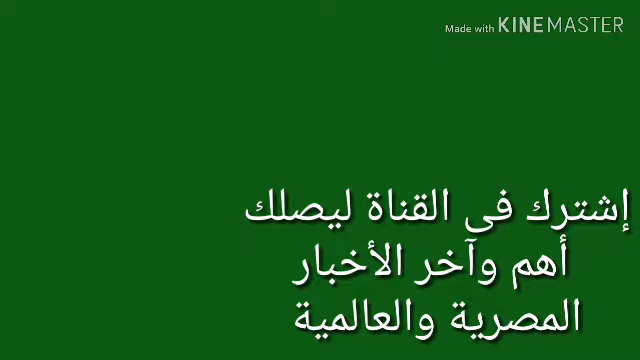 Made with KINEMASTER
إشترك فى القناة ليصلك
أهم وآخر الأخبار
المصرية والعالمية